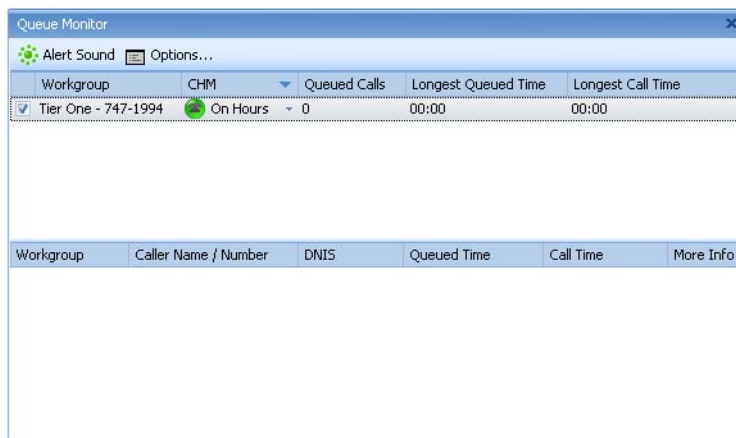 Queue Monitor
Alert Sound Options...
Workgroup CHM Queued Calls Longest Queued Time Longest Call Time
Tier One - 747-1994 On Hours 0 00:00 00:00
Workgroup Caller Name / Number DNIS Queued Time Call Time More Info